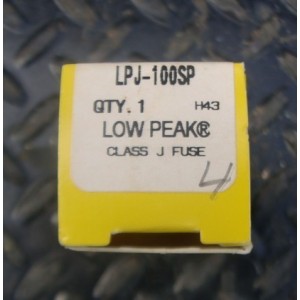 LPJ-100SP
QTY. 1 H43
LOW PEAK®
CLASS J FUSE
4